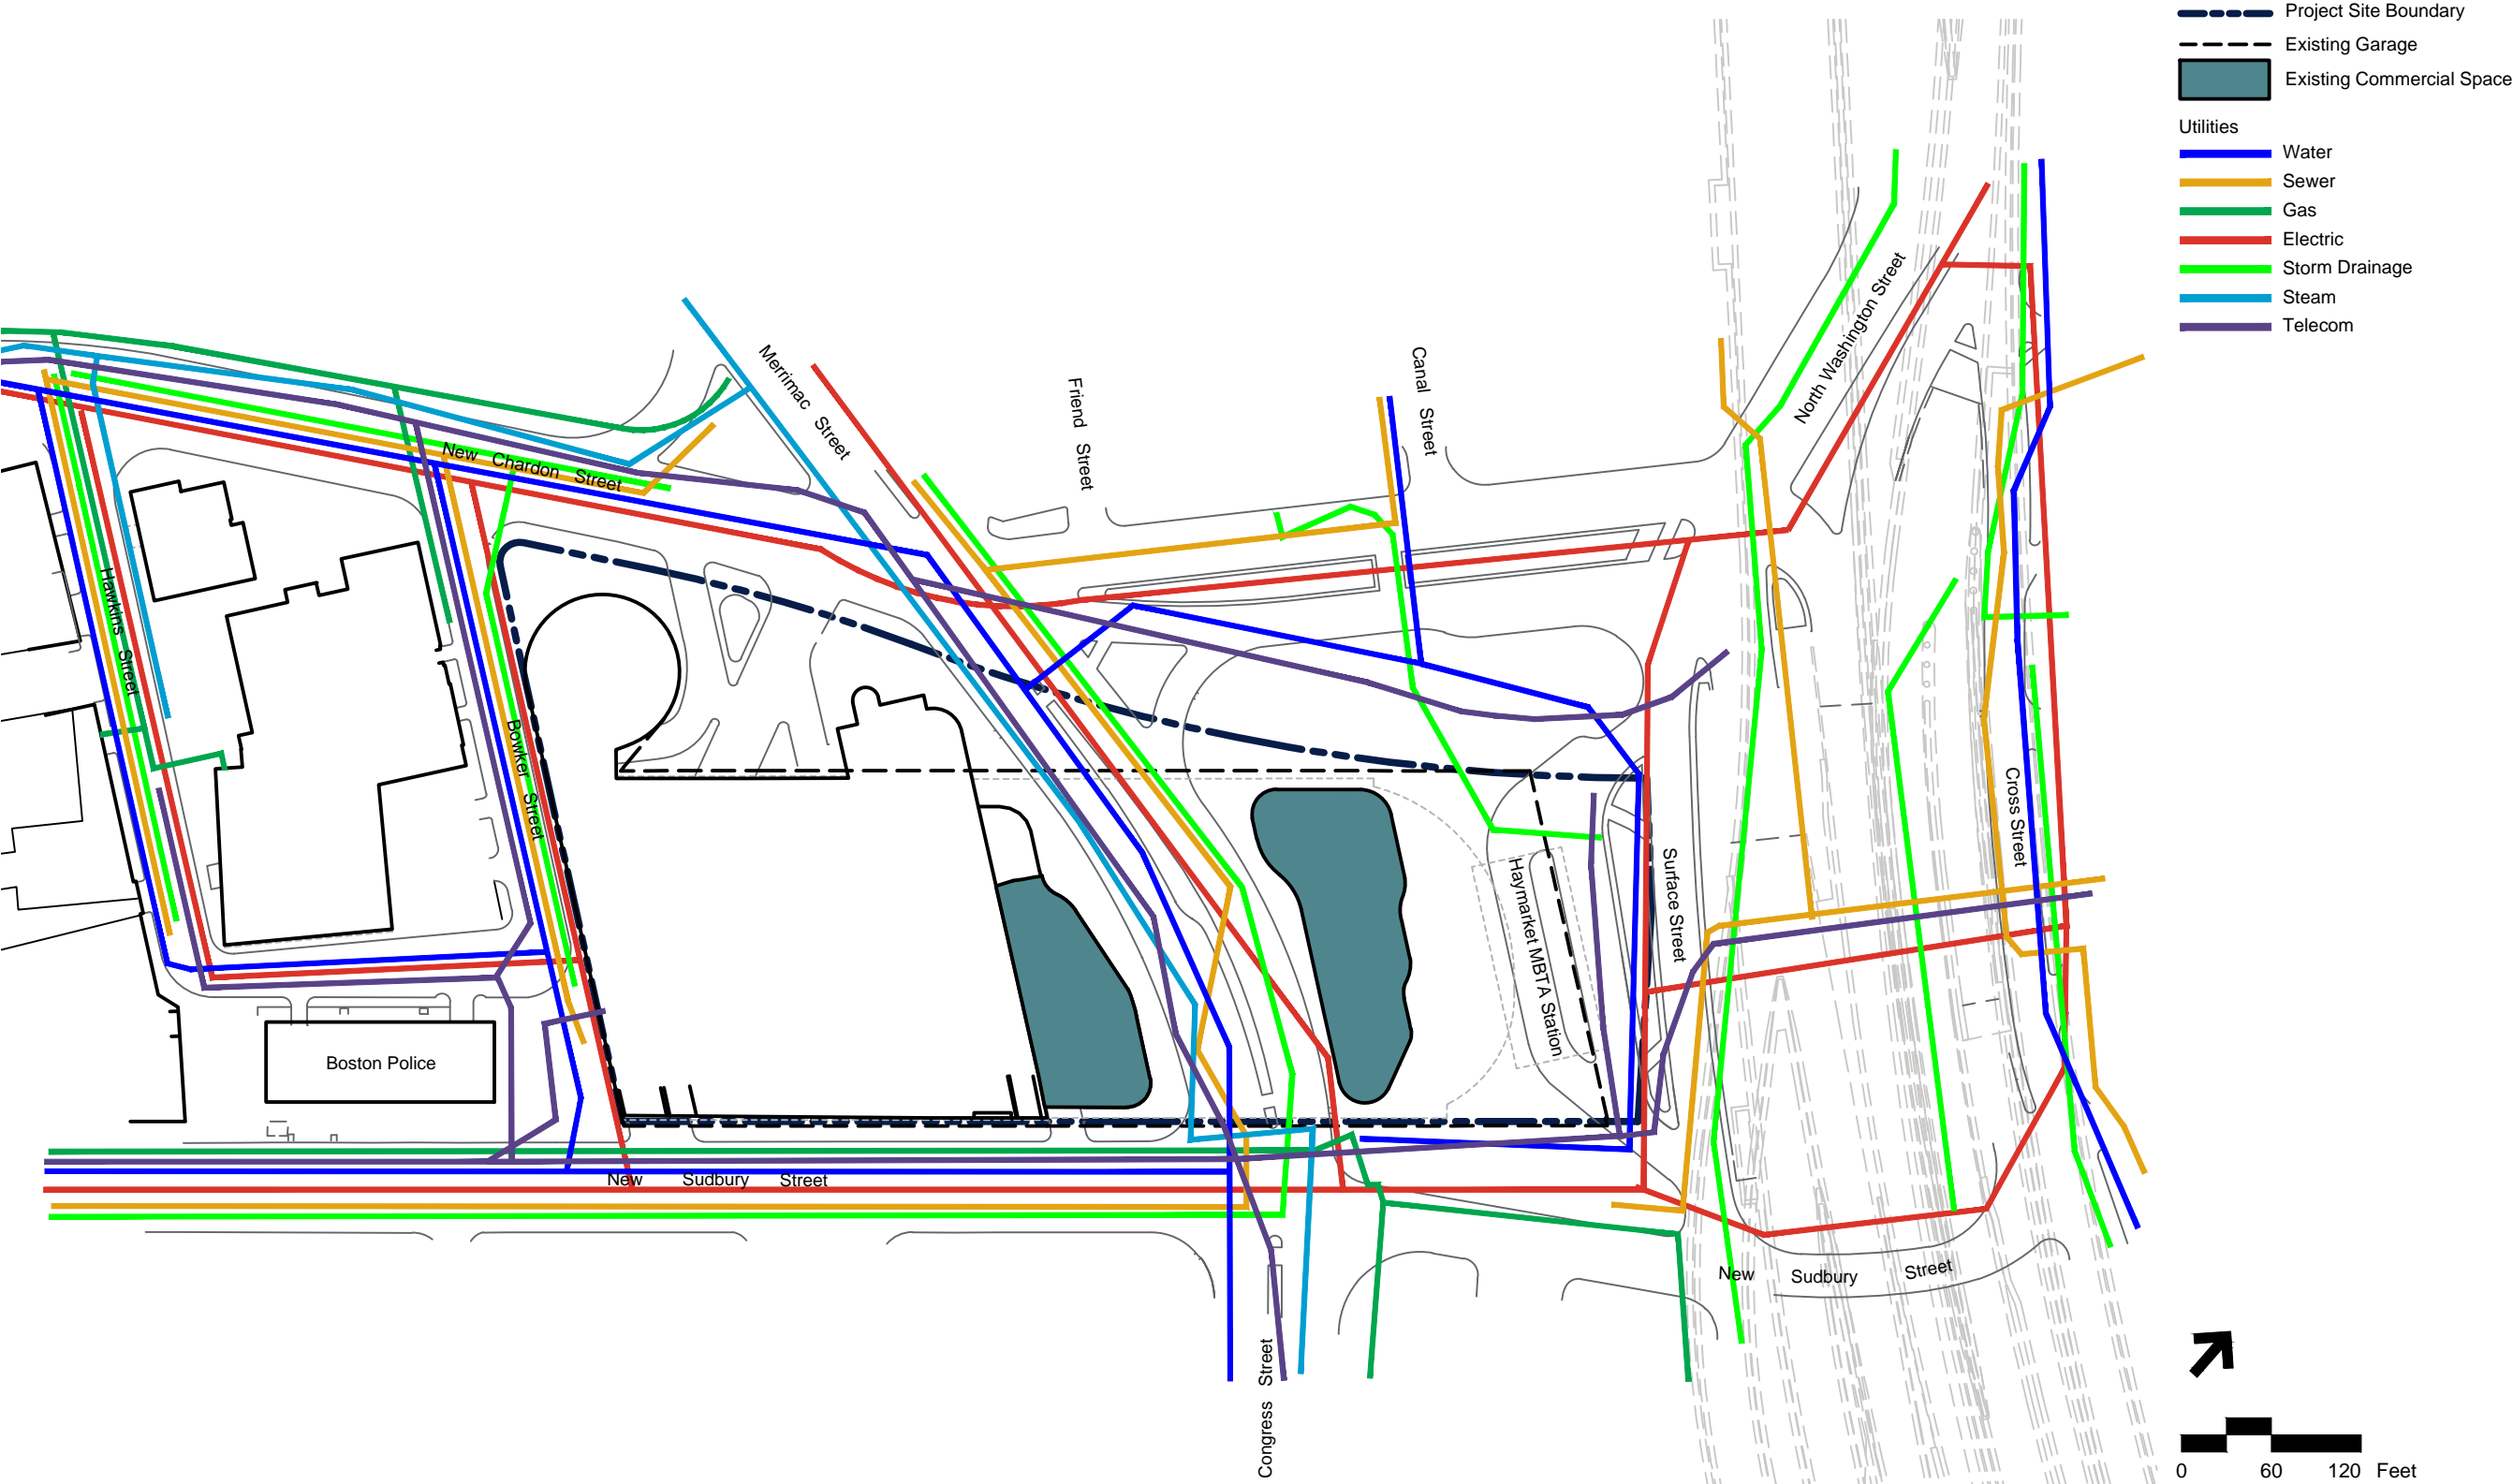 Project Site Boundary
Existing Garage
Existing Commercial Space
Utilities
Water
Sewer
Gas
Electric
Storm Drainage
Steam
Telecom
Merrimac Street
Friend Street
Canal Street
North Washington Street
New Chardon Street
Hawkins Street
Bowker Street
Cross Street
Surface Street
Haymarket MBTA Station
Boston Police
New Sudbury Street
New Sudbury Street
Congress Street
0 60 120 Feet